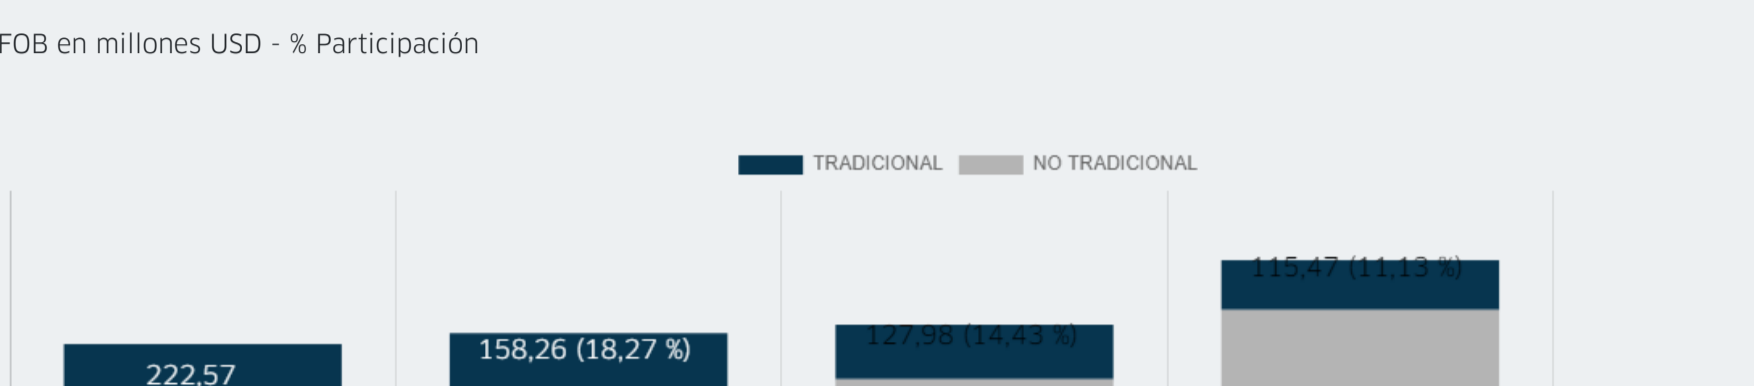 FOB en millones USD - % Participación
TRADICIONAL NO TRADICIONAL
115,47 (11,13 %)
127,98 (14,43 %)
158,26 (18,27 %)
222,57